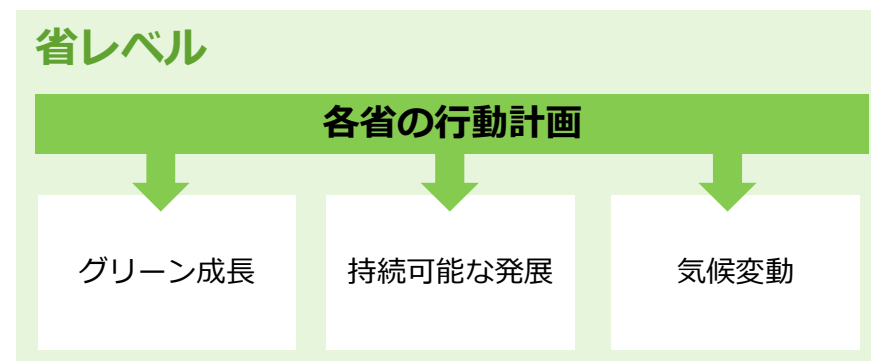 省レベル
各省の行動計画
グリーン成長
持続可能な発展
気候変動